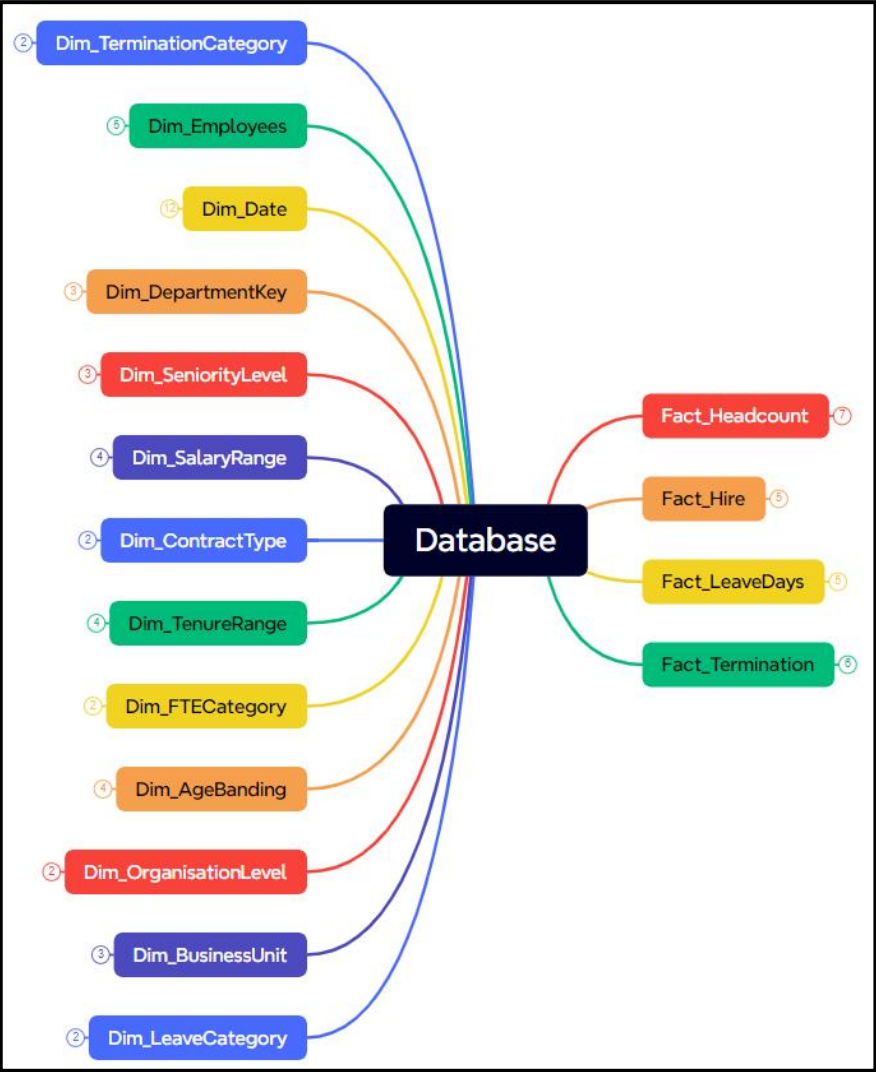 2 Dim_TerminationCategory
5 Dim_Employees
12 Dim_Date
3 Dim_DepartmentKey
3 Dim_SeniorityLevel
4 Dim_SalaryRange
2 Dim_ContractType
4 Dim_TenureRange
2 Dim_FTECategory
4 Dim_AgeBanding
2 Dim_OrganisationLevel
3 Dim_BusinessUnit
2 Dim_LeaveCategory
Database
Fact_Headcount 7
Fact_Hire 5
Fact_LeaveDays 5
Fact_Termination